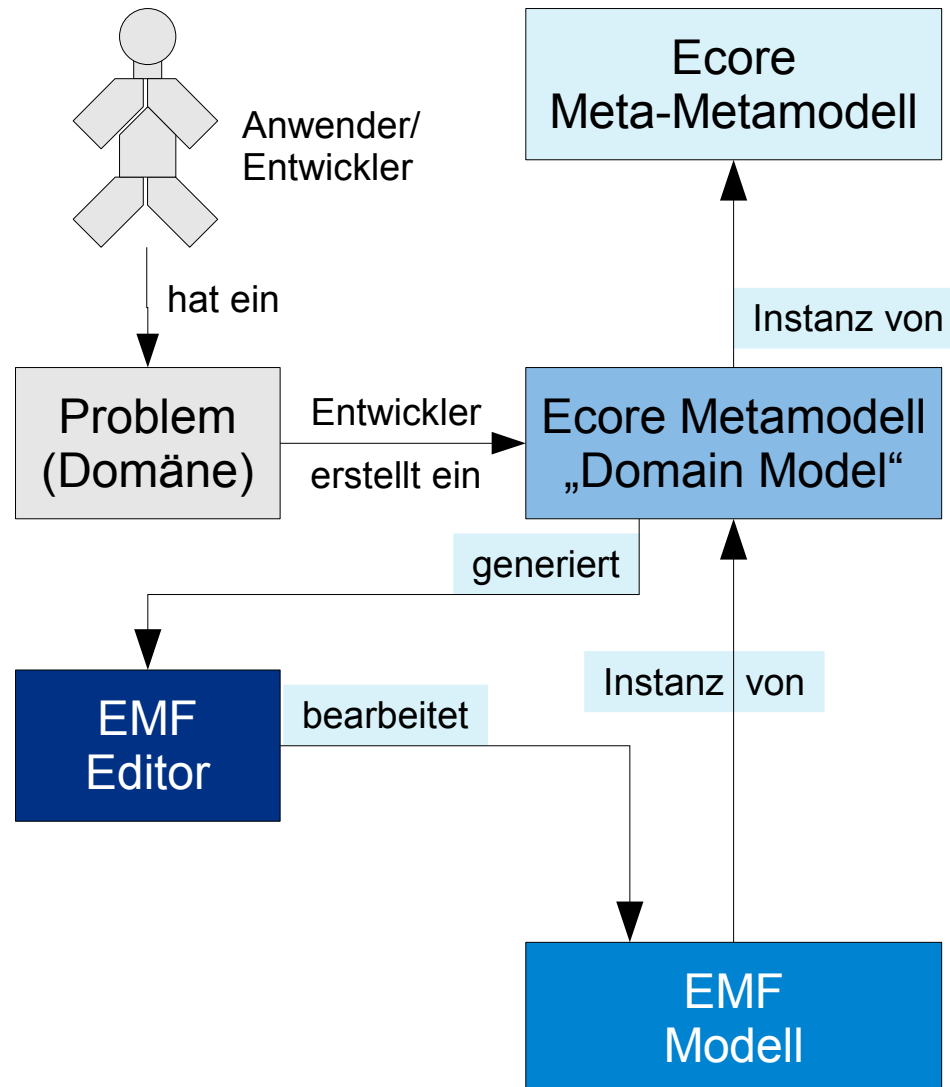 Anwender/
Entwickler
Ecore
Meta-Metamodell
hat ein
Instanz von
Problem
(Domäne)
Entwickler
erstellt ein
Ecore Metamodell
„Domain Model“
generiert
EMF
Editor
bearbeitet
Instanz von
EMF
Modell